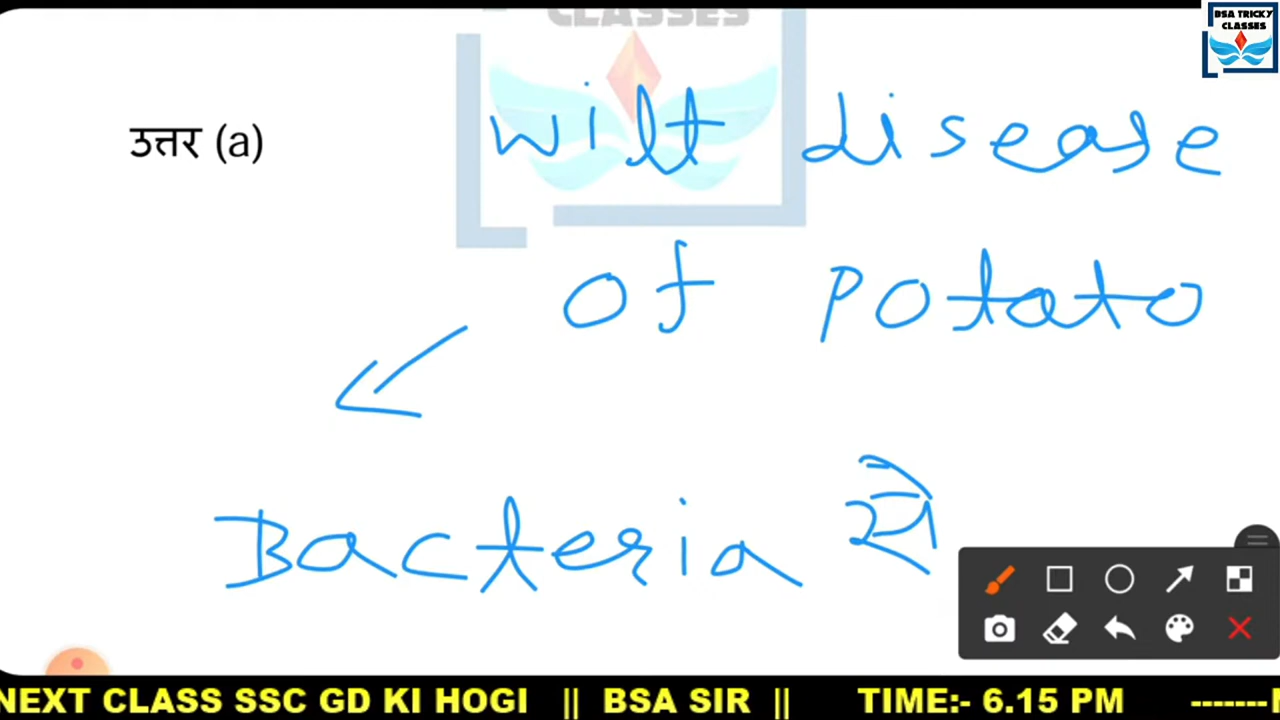 CLASSES
BSA TRICKY
CLASSES
उत्तर (a)
wilt disease
of potato
Bacteria से
NEXT CLASS SSC GD KI HOGI || BSA SIR || TIME:- 6.15 PM -------